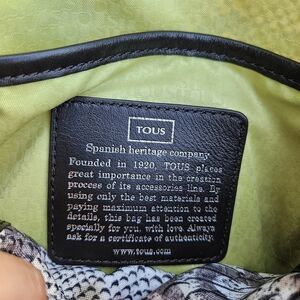 TOUS
Spanish heritage company
Founded in 1920, TOUS places
great importance in the creation
process of its accessories line. By
using only the best materials and
paying maximum attention to the
details, this bag has been created
specially for you, with love. Always
ask for a certificate of authenticity.
www.tous.com